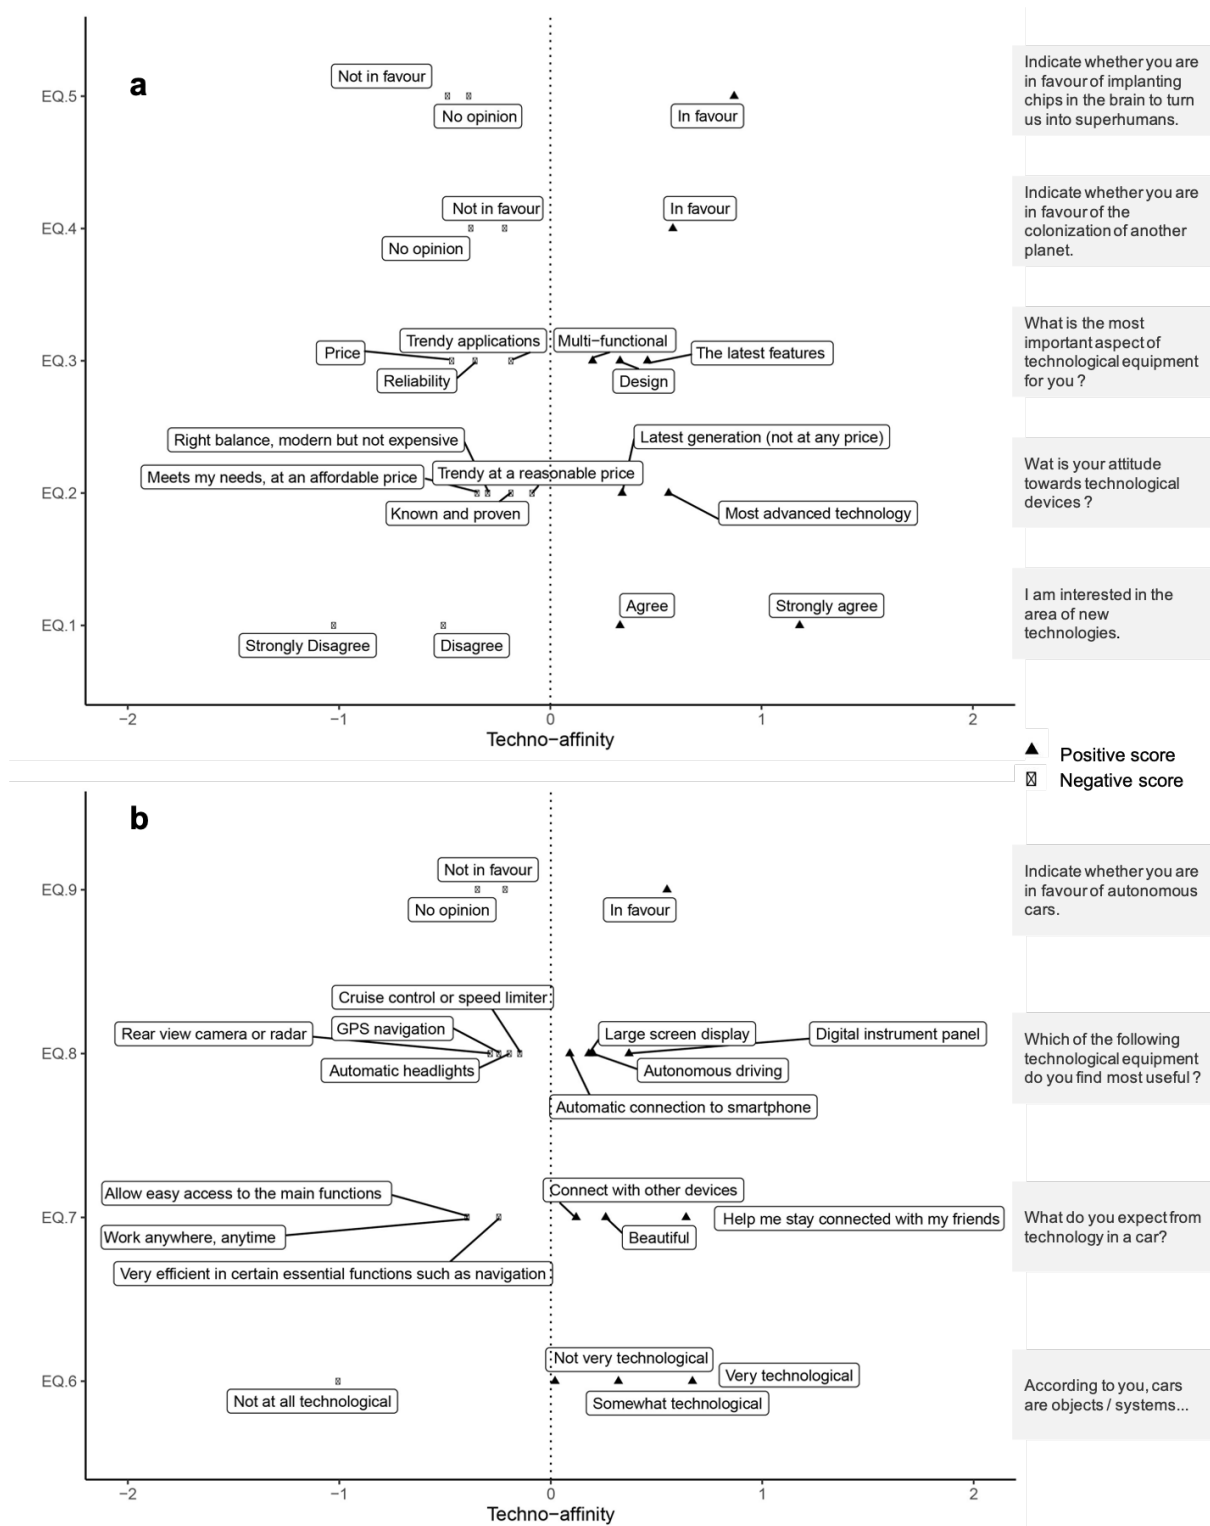 a
Not in favour
EQ.5
No opinion
In favour
Indicate whether you are
in favour of implanting
chips in the brain to turn
us into superhumans.
Not in favour
In favour
EQ.4
No opinion
Indicate whether you are
in favour of the
colonization of another
planet.
Trendy applications
Multi−functional
Price
The latest features
EQ.3
Reliability
Design
What is the most
important aspect of
technological equipment
for you ?
Right balance, modern but not expensive
Latest generation (not at any price)
Meets my needs, at an affordable price
Trendy at a reasonable price
EQ.2
Known and proven
Most advanced technology
Wat is your attitude
towards technological
devices ?
Agree
Strongly agree
EQ.1
Strongly Disagree
Disagree
I am interested in the
area of new
technologies.
−2
−1
0
1
2
Techno−affinity
Positive score
Negative score
b
Not in favour
EQ.9
No opinion
In favour
Indicate whether you are
in favour of autonomous
cars.
Cruise control or speed limiter
Rear view camera or radar
GPS navigation
Large screen display
Digital instrument panel
EQ.8
Automatic headlights
Autonomous driving
Automatic connection to smartphone
Which of the following
technological equipment
do you find most useful ?
Allow easy access to the main functions
Connect with other devices
EQ.7
Help me stay connected with my friends
Work anywhere, anytime
Beautiful
Very efficient in certain essential functions such as navigation
What do you expect from
technology in a car?
Not very technological
Very technological
EQ.6
Not at all technological
Somewhat technological
According to you, cars
are objects / systems...
−2
−1
0
1
2
Techno−affinity